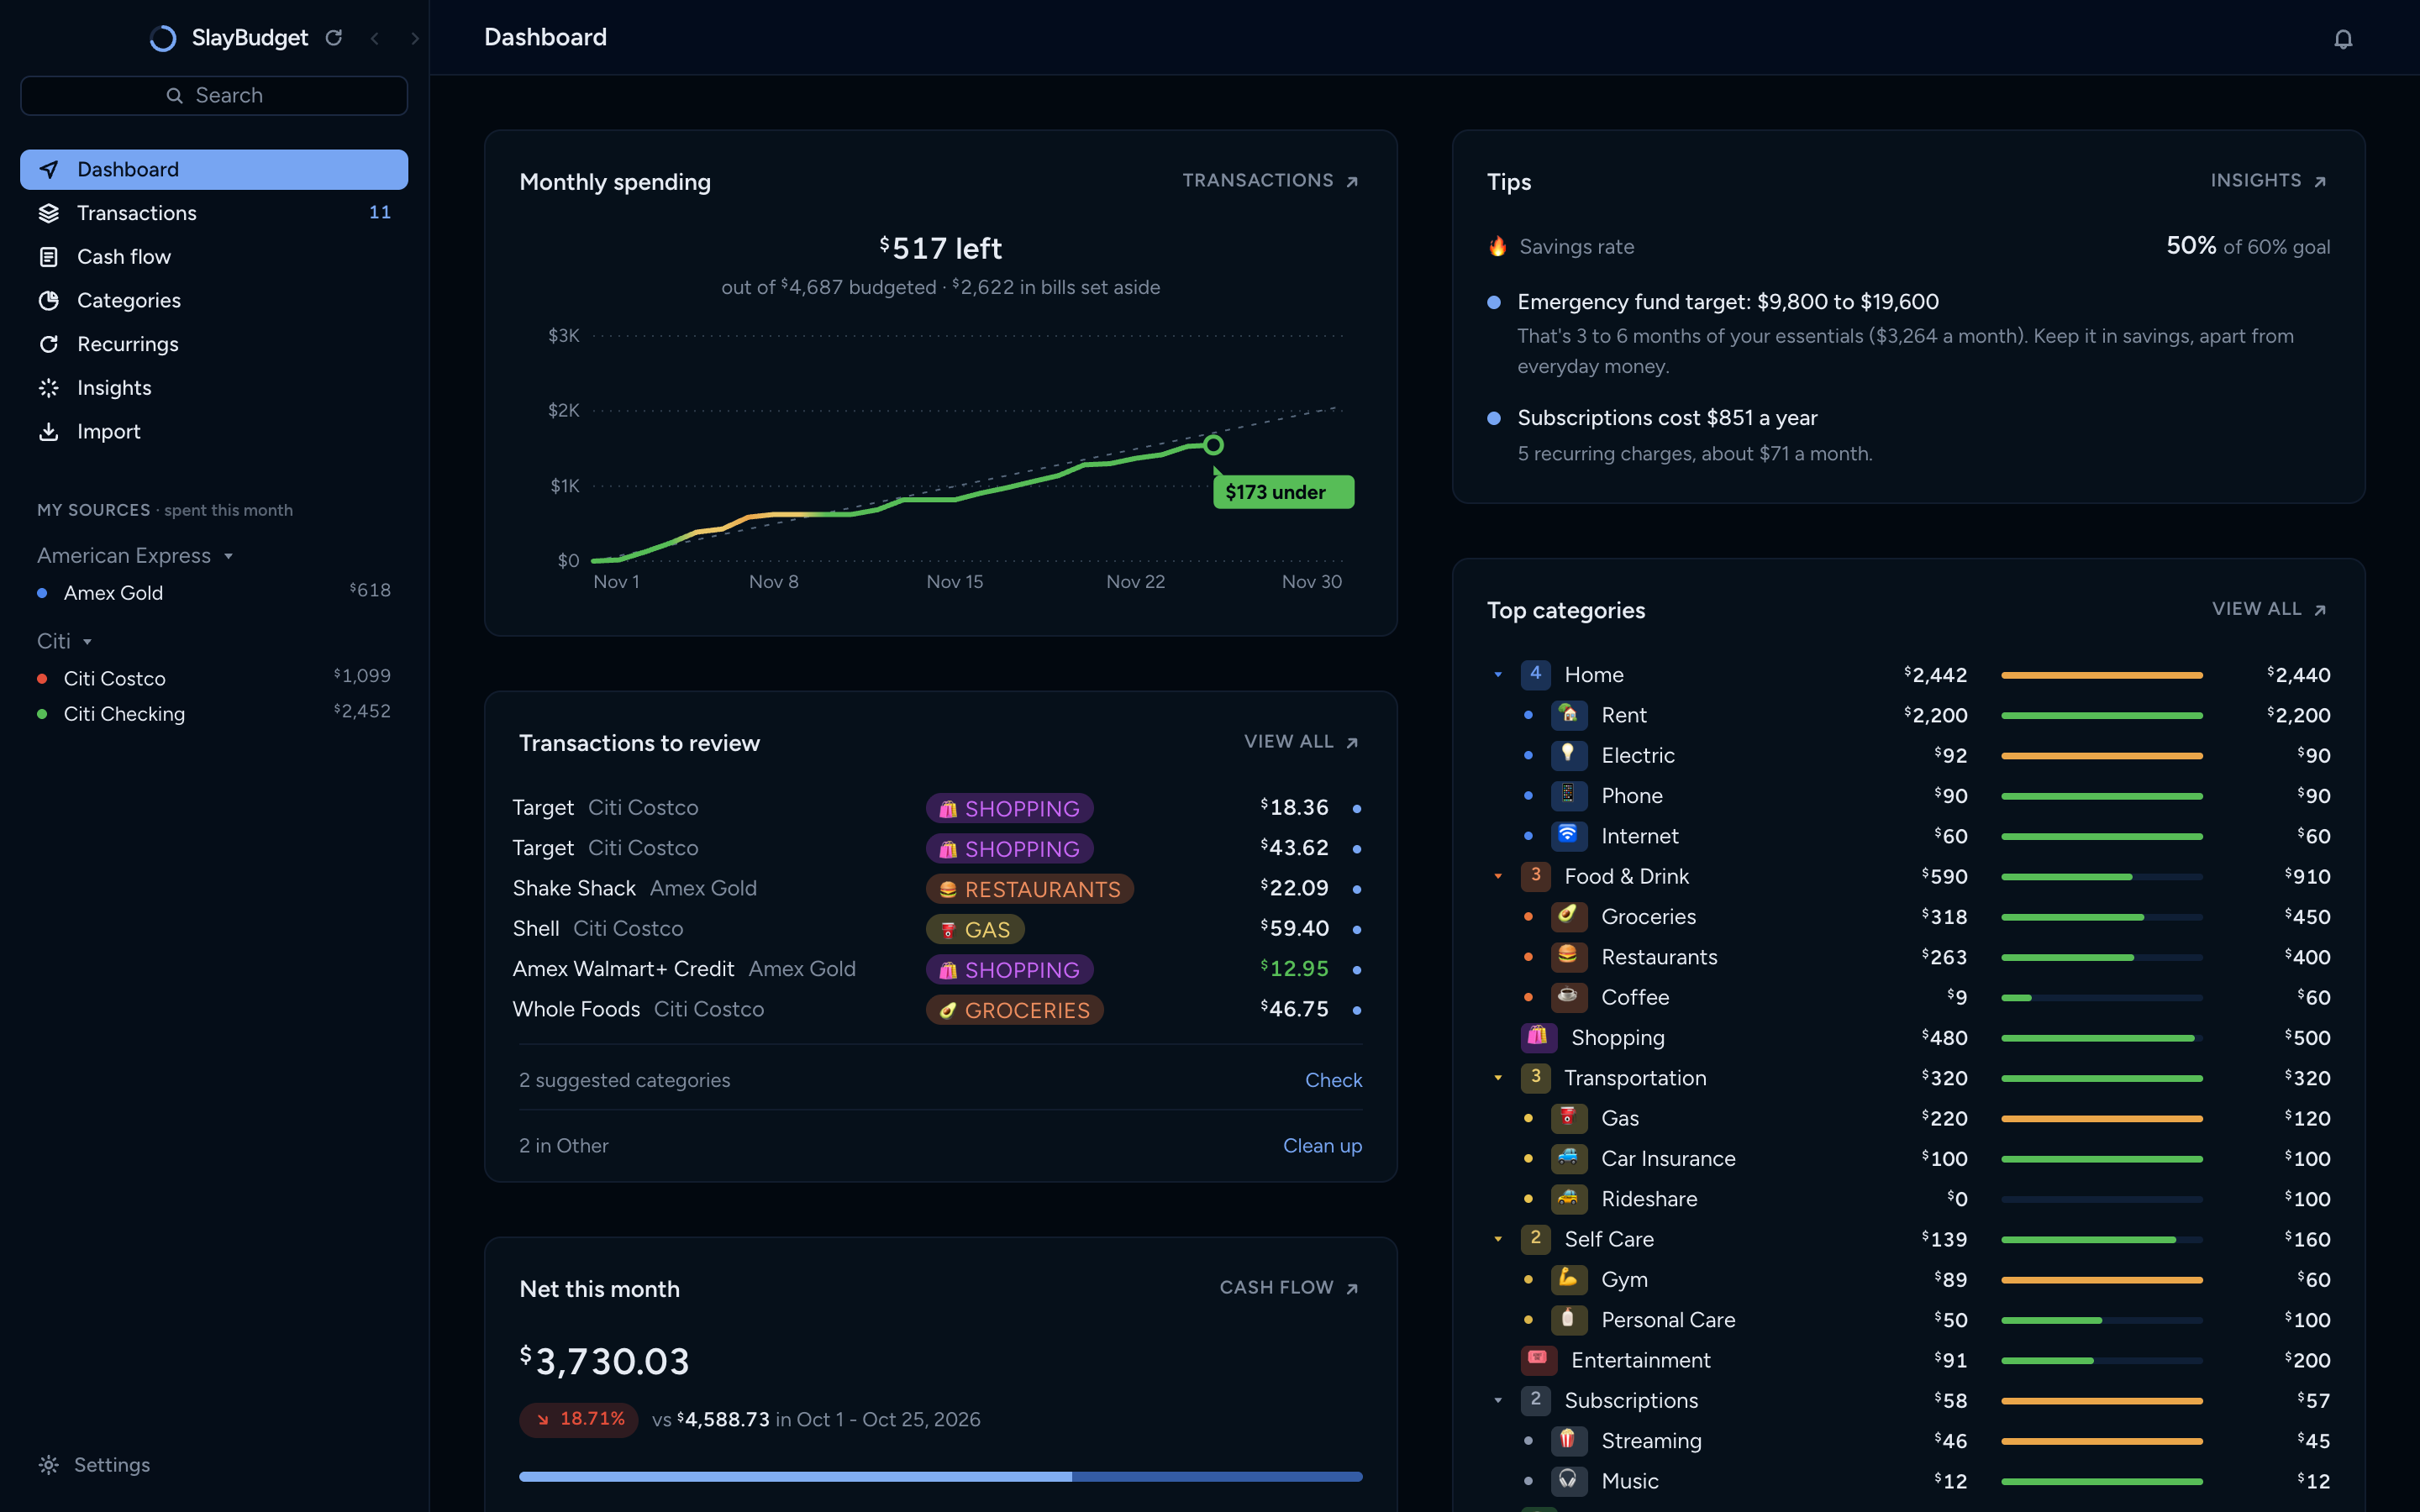 SlayBudget
Search
Dashboard
Transactions 11
Cash flow
Categories
Recurrings
Insights
Import
MY SOURCES · spent this month
American Express
Amex Gold $618
Citi
Citi Costco $1,099
Citi Checking $2,452
Settings
Dashboard
Monthly spending TRANSACTIONS
$517 left
out of $4,687 budgeted · $2,622 in bills set aside
$3K
$2K
$1K
$0
$173 under
Nov 1 Nov 8 Nov 15 Nov 22 Nov 30
Transactions to review VIEW ALL
Target Citi Costco SHOPPING $18.36
Target Citi Costco SHOPPING $43.62
Shake Shack Amex Gold RESTAURANTS $22.09
Shell Citi Costco GAS $59.40
Amex Walmart+ Credit Amex Gold SHOPPING $12.95
Whole Foods Citi Costco GROCERIES $46.75
2 suggested categories Check
2 in Other Clean up
Net this month CASH FLOW
$3,730.03
18.71% vs $4,588.73 in Oct 1 - Oct 25, 2026
Tips INSIGHTS
Savings rate 50% of 60% goal
Emergency fund target: $9,800 to $19,600
That's 3 to 6 months of your essentials ($3,264 a month). Keep it in savings, apart from
everyday money.
Subscriptions cost $851 a year
5 recurring charges, about $71 a month.
Top categories VIEW ALL
4 Home $2,442 $2,440
Rent $2,200 $2,200
Electric $92 $90
Phone $90 $90
Internet $60 $60
3 Food & Drink $590 $910
Groceries $318 $450
Restaurants $263 $400
Coffee $9 $60
Shopping $480 $500
3 Transportation $320 $320
Gas $220 $120
Car Insurance $100 $100
Rideshare $0 $100
2 Self Care $139 $160
Gym $89 $60
Personal Care $50 $100
Entertainment $91 $200
2 Subscriptions $58 $57
Streaming $46 $45
Music $12 $12